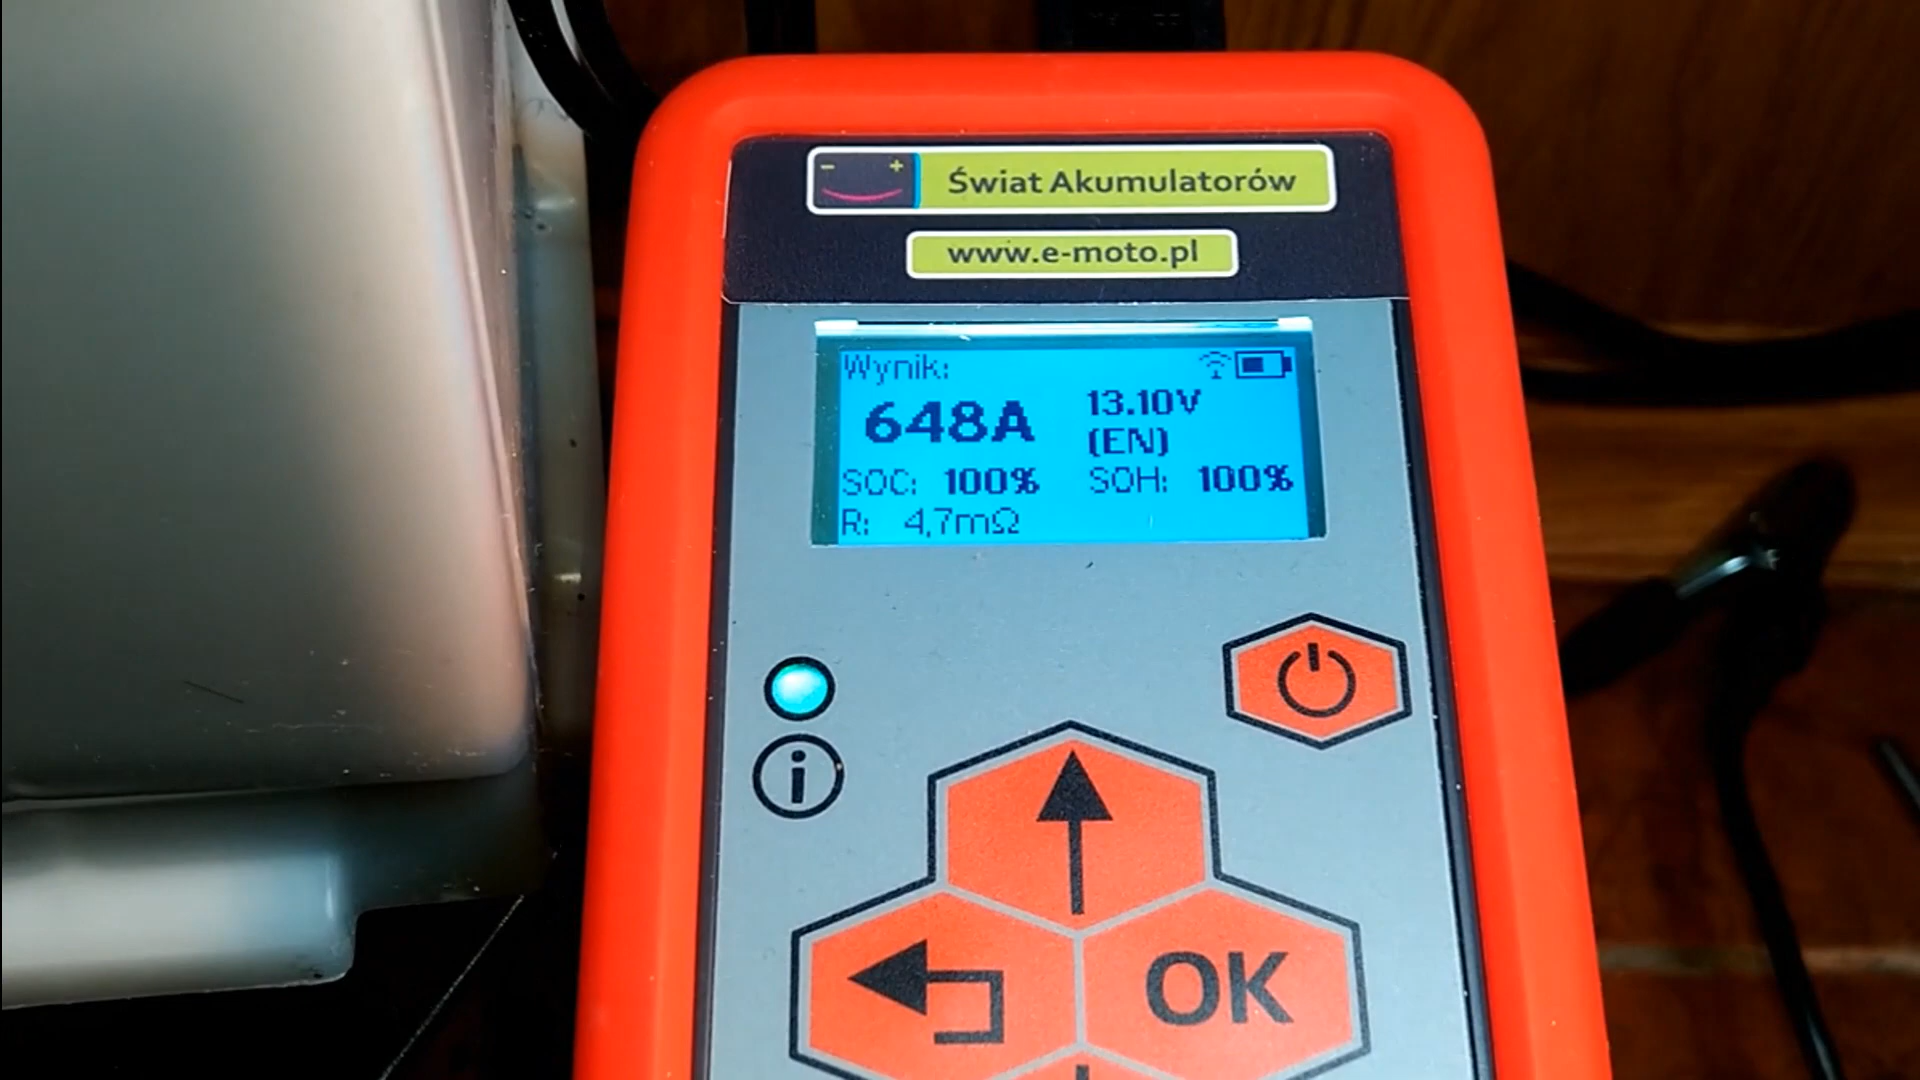 Świat Akumulatorów
www.e-moto.pl
Wynik:
648A 13.10V
(EN)
SOC: 100% SOH: 100%
R: 4,7mΩ
i
OK